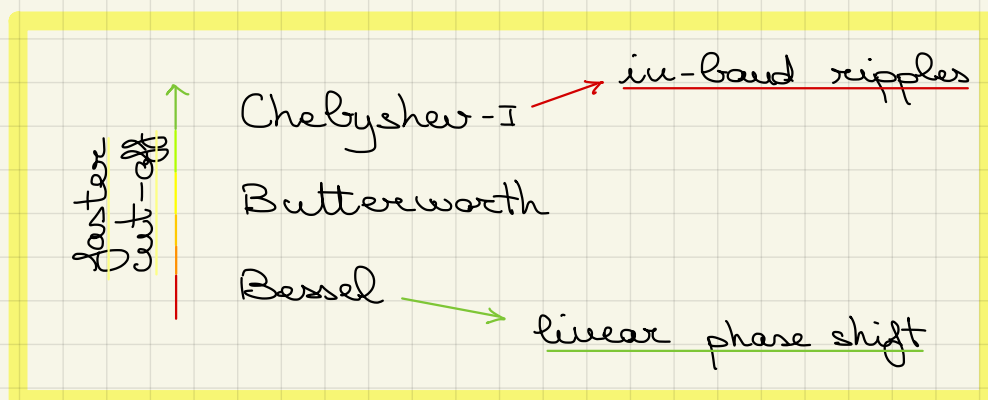 faster
cut-off
Chebyshev-I
in-band ripples
Butterworth
Bessel
linear phase shift